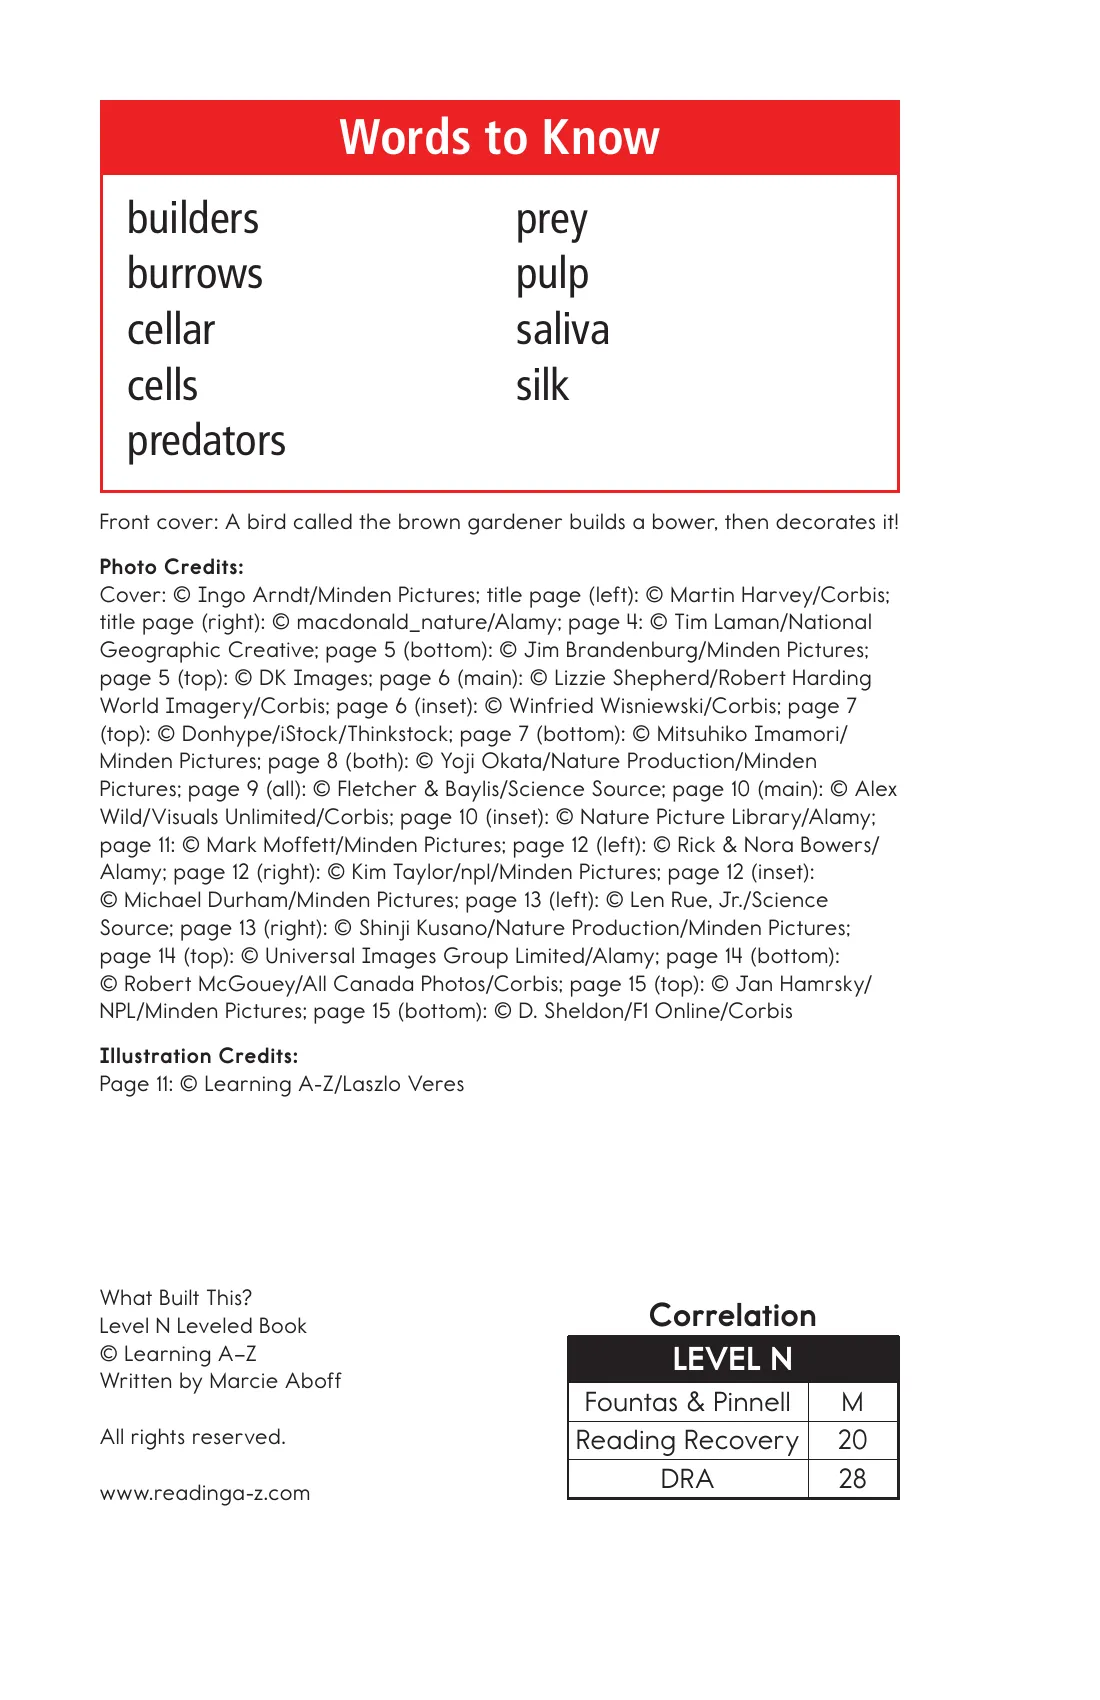 Words to Know
builders
burrows
cellar
cells
predators
prey
pulp
saliva
silk
Front cover: A bird called the brown gardener builds a bower, then decorates it!
Photo Credits:
Cover: © Ingo Arndt/Minden Pictures; title page (left): © Martin Harvey/Corbis;
title page (right): © macdonald_nature/Alamy; page 4: © Tim Laman/National
Geographic Creative; page 5 (bottom): © Jim Brandenburg/Minden Pictures;
page 5 (top): © DK Images; page 6 (main): © Lizzie Shepherd/Robert Harding
World Imagery/Corbis; page 6 (inset): © Winfried Wisniewski/Corbis; page 7
(top): © Donhype/iStock/Thinkstock; page 7 (bottom): © Mitsuhiko Imamori/
Minden Pictures; page 8 (both): © Yoji Okata/Nature Production/Minden
Pictures; page 9 (all): © Fletcher & Baylis/Science Source; page 10 (main): © Alex
Wild/Visuals Unlimited/Corbis; page 10 (inset): © Nature Picture Library/Alamy;
page 11: © Mark Moffett/Minden Pictures; page 12 (left): © Rick & Nora Bowers/
Alamy; page 12 (right): © Kim Taylor/npl/Minden Pictures; page 12 (inset):
© Michael Durham/Minden Pictures; page 13 (left): © Len Rue, Jr./Science
Source; page 13 (right): © Shinji Kusano/Nature Production/Minden Pictures;
page 14 (top): © Universal Images Group Limited/Alamy; page 14 (bottom):
© Robert McGouey/All Canada Photos/Corbis; page 15 (top): © Jan Hamrsky/
NPL/Minden Pictures; page 15 (bottom): © D. Sheldon/F1 Online/Corbis
Illustration Credits:
Page 11: © Learning A-Z/Laszlo Veres
What Built This?
Level N Leveled Book
© Learning A–Z
Written by Marcie Aboff
All rights reserved.
www.readinga-z.com
Correlation
LEVEL N
Fountas & Pinnell M
Reading Recovery 20
DRA 28